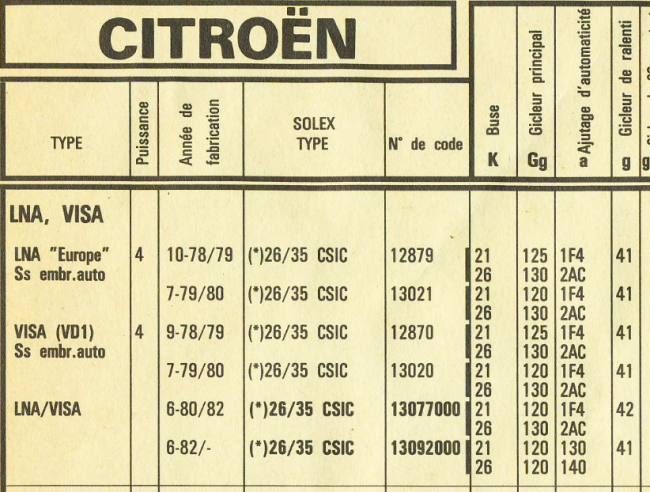 CITROËN
TYPE Puissance Année de fabrication SOLEX TYPE N° de code Buse K Gicleur principal Gg Ajutage d'automaticité a Gicleur de ralenti g g
LNA, VISA
LNA "Europe" 4 10-78/79 (*)26/35 CSIC 12879 21 125 1F4 41
Ss embr.auto 26 130 2AC
7-79/80 (*)26/35 CSIC 13021 21 120 1F4 41
26 130 2AC
VISA (VD1) 4 9-78/79 (*)26/35 CSIC 12870 21 125 1F4 41
Ss embr.auto 26 130 2AC
7-79/80 (*)26/35 CSIC 13020 21 120 1F4 41
26 130 2AC
LNA/VISA 6-80/82 (*)26/35 CSIC 13077000 21 120 1F4 42
26 130 2AC
6-82/- (*)26/35 CSIC 13092000 21 120 130 41
26 120 140